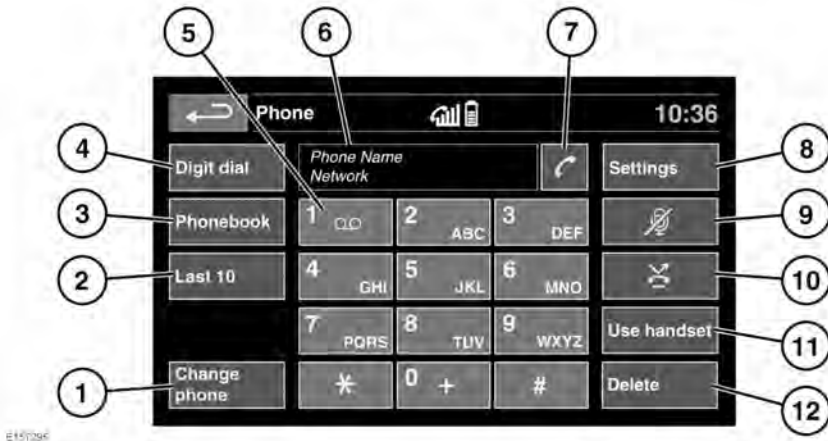 5
6
7
Phone
10:36
4
Digit dial
Phone Name
Network
Settings
8
3
Phonebook
1
2 ABC
3 DEF
9
2
Last 10
4 GHI
5 JKL
6 MNO
10
7 PQRS
8 TUV
9 WXYZ
Use handset
11
1
Change
phone
*
0 +
#
Delete
12